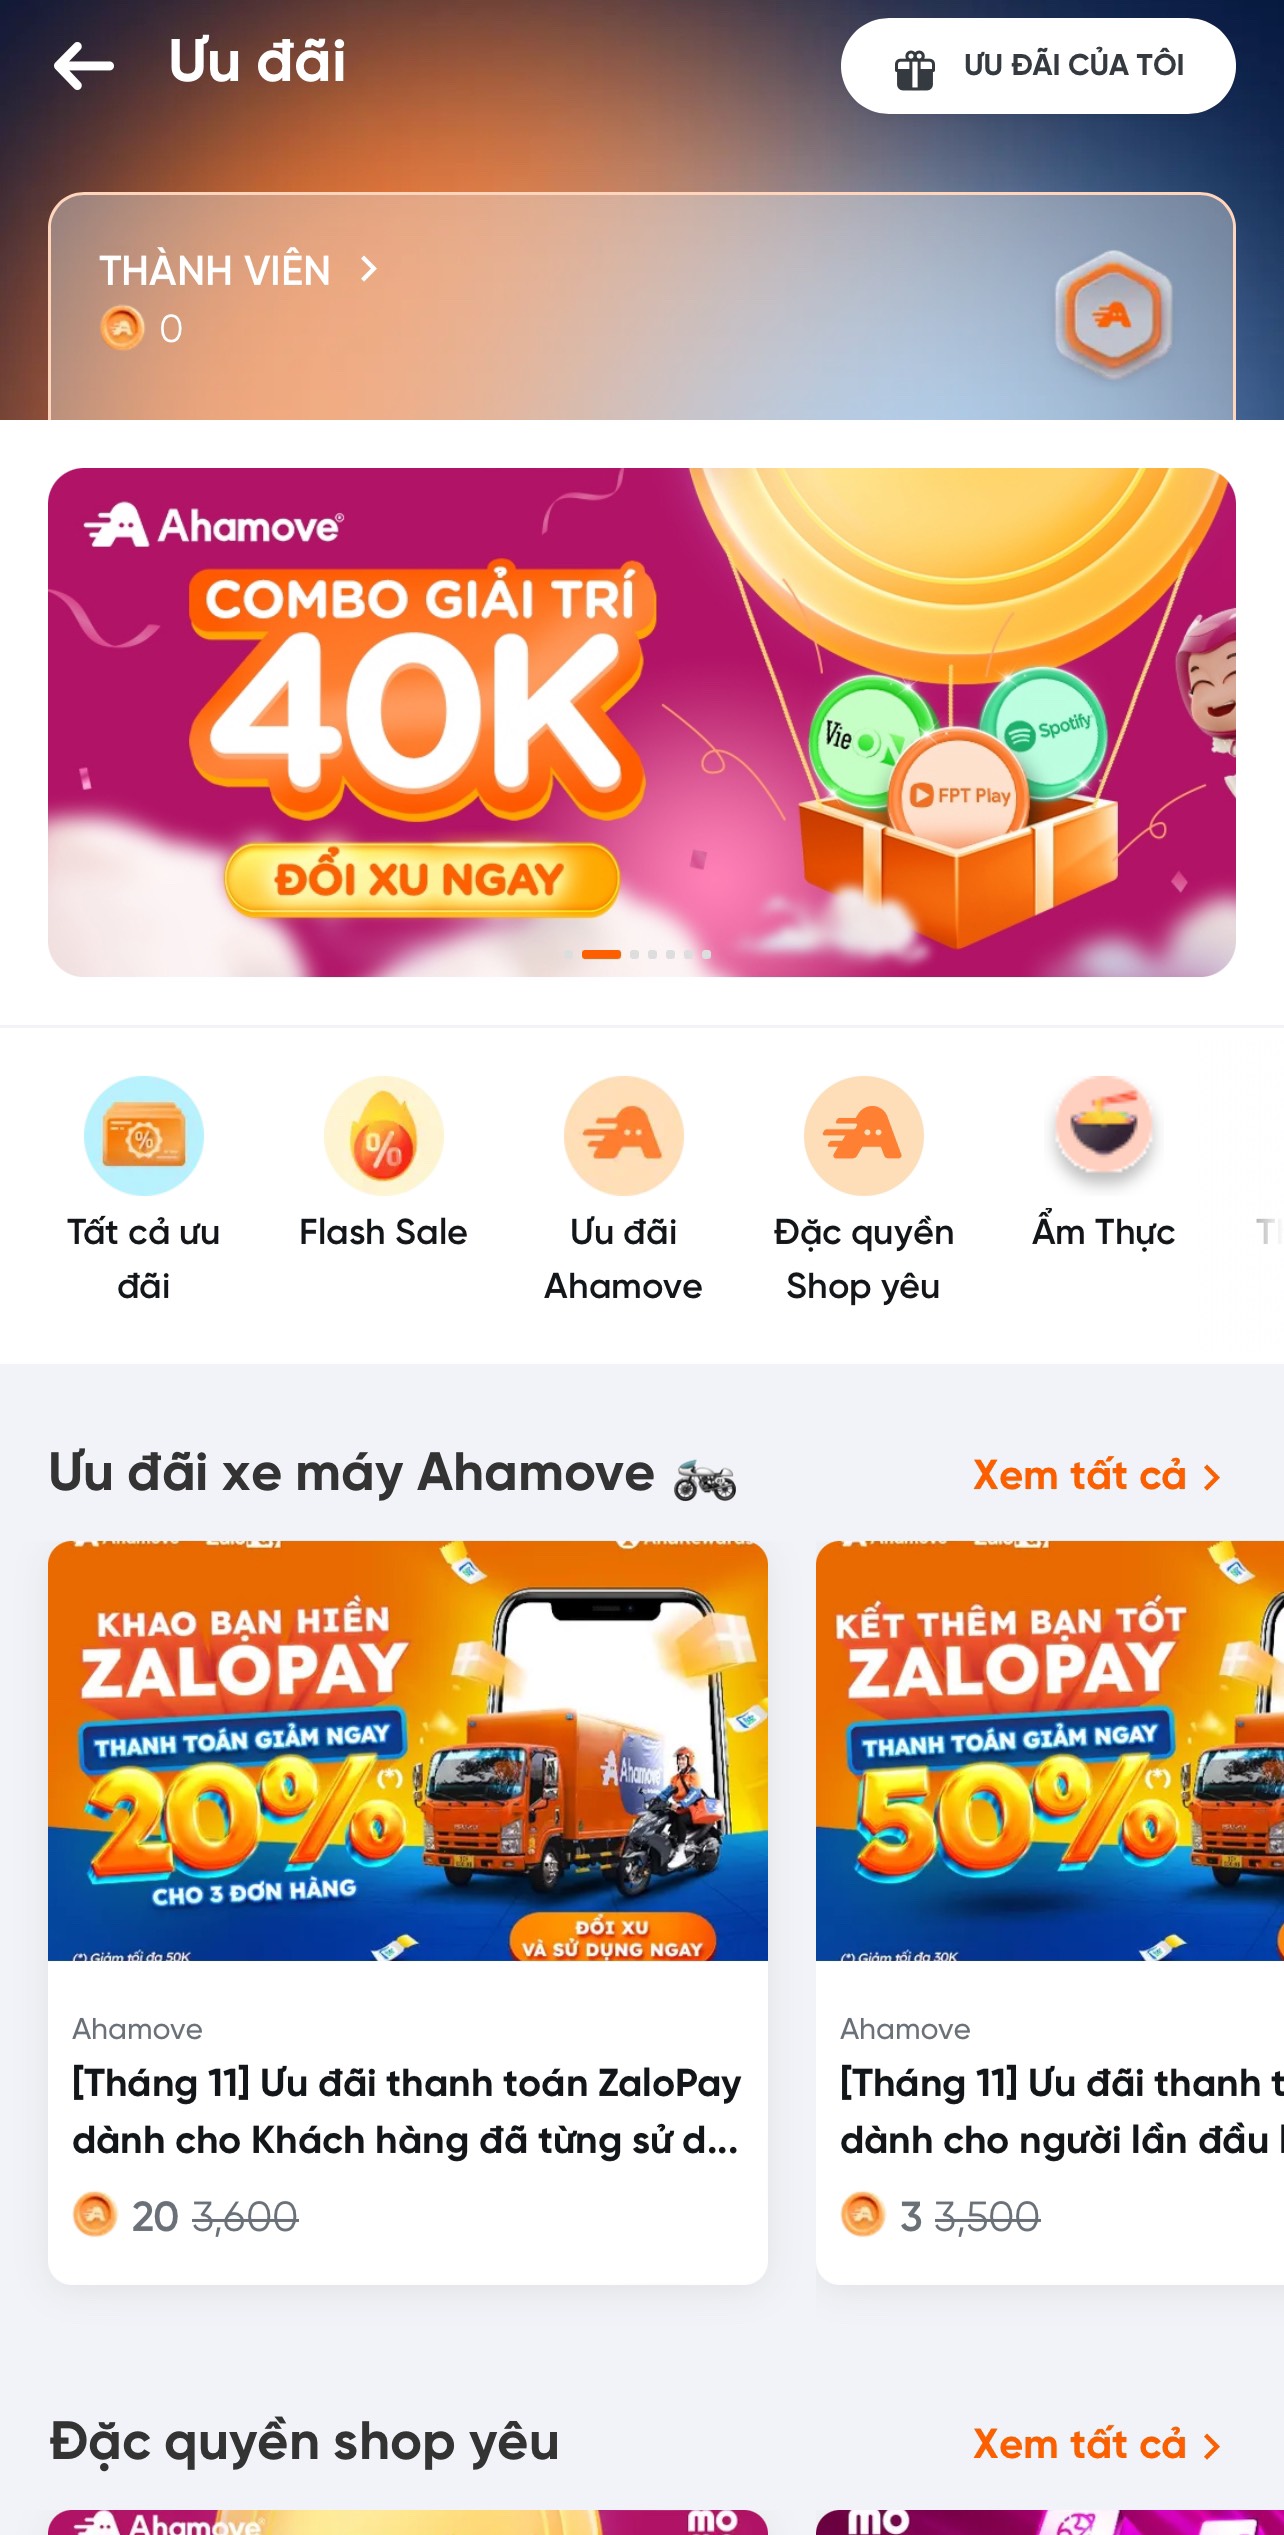 Ưu đãi
ƯU ĐÃI CỦA TÔI
THÀNH VIÊN
0
Ahamove
COMBO GIẢI TRÍ
40K
ĐỔI XU NGAY
VieON
Spotify
FPT Play
Tất cả ưu
đãi
Flash Sale
Ưu đãi
Ahamove
Đặc quyền
Shop yêu
Ẩm Thực
Ưu đãi xe máy Ahamove
Xem tất cả
KHAO BẠN HIỀN
ZALOPAY
THANH TOÁN GIẢM NGAY
20%(*)
CHO 3 ĐƠN HÀNG
Ahamove
ĐỔI XU
VÀ SỬ DỤNG NGAY
(*) Giảm tối đa 50K
Ahamove
[Tháng 11] Ưu đãi thanh toán ZaloPay
dành cho Khách hàng đã từng sử d...
20 3,600
KẾT THÊM BẠN TỐT
ZALOPAY
THANH TOÁN GIẢM NGAY
50%(*)
(*) Giảm tối đa 30K
Ahamove
[Tháng 11] Ưu đãi thanh
dành cho người lần đầu
3 3,500
Đặc quyền shop yêu
Xem tất cả
Ahamove
mo
mo